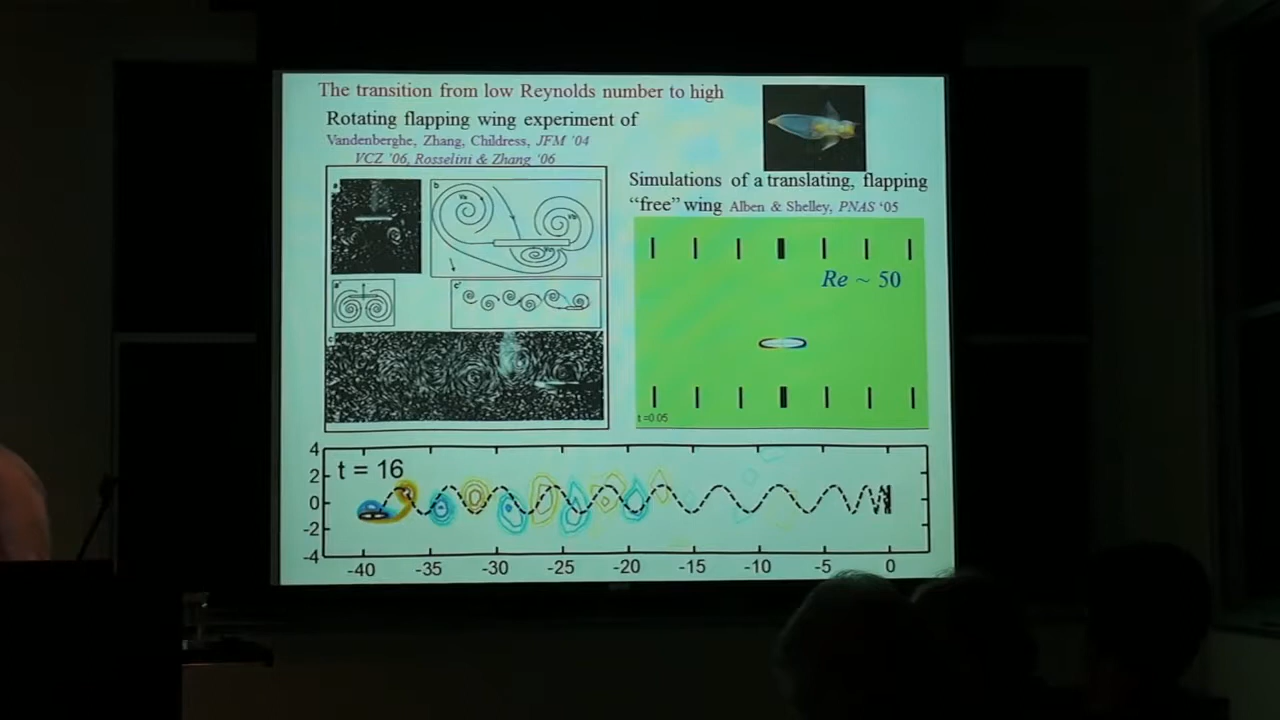 The transition from low Reynolds number to high
Rotating flapping wing experiment of
Vandenberghe, Zhang, Childress, JFM '04
VCZ '06, Rosselini & Zhang '06
Simulations of a translating, flapping
“free” wing Alben & Shelley, PNAS ‘05
a
b
a'
c'
c
Re ~ 50
t =0.05
t = 16
4
2
0
-2
-4
-40 -35 -30 -25 -20 -15 -10 -5 0